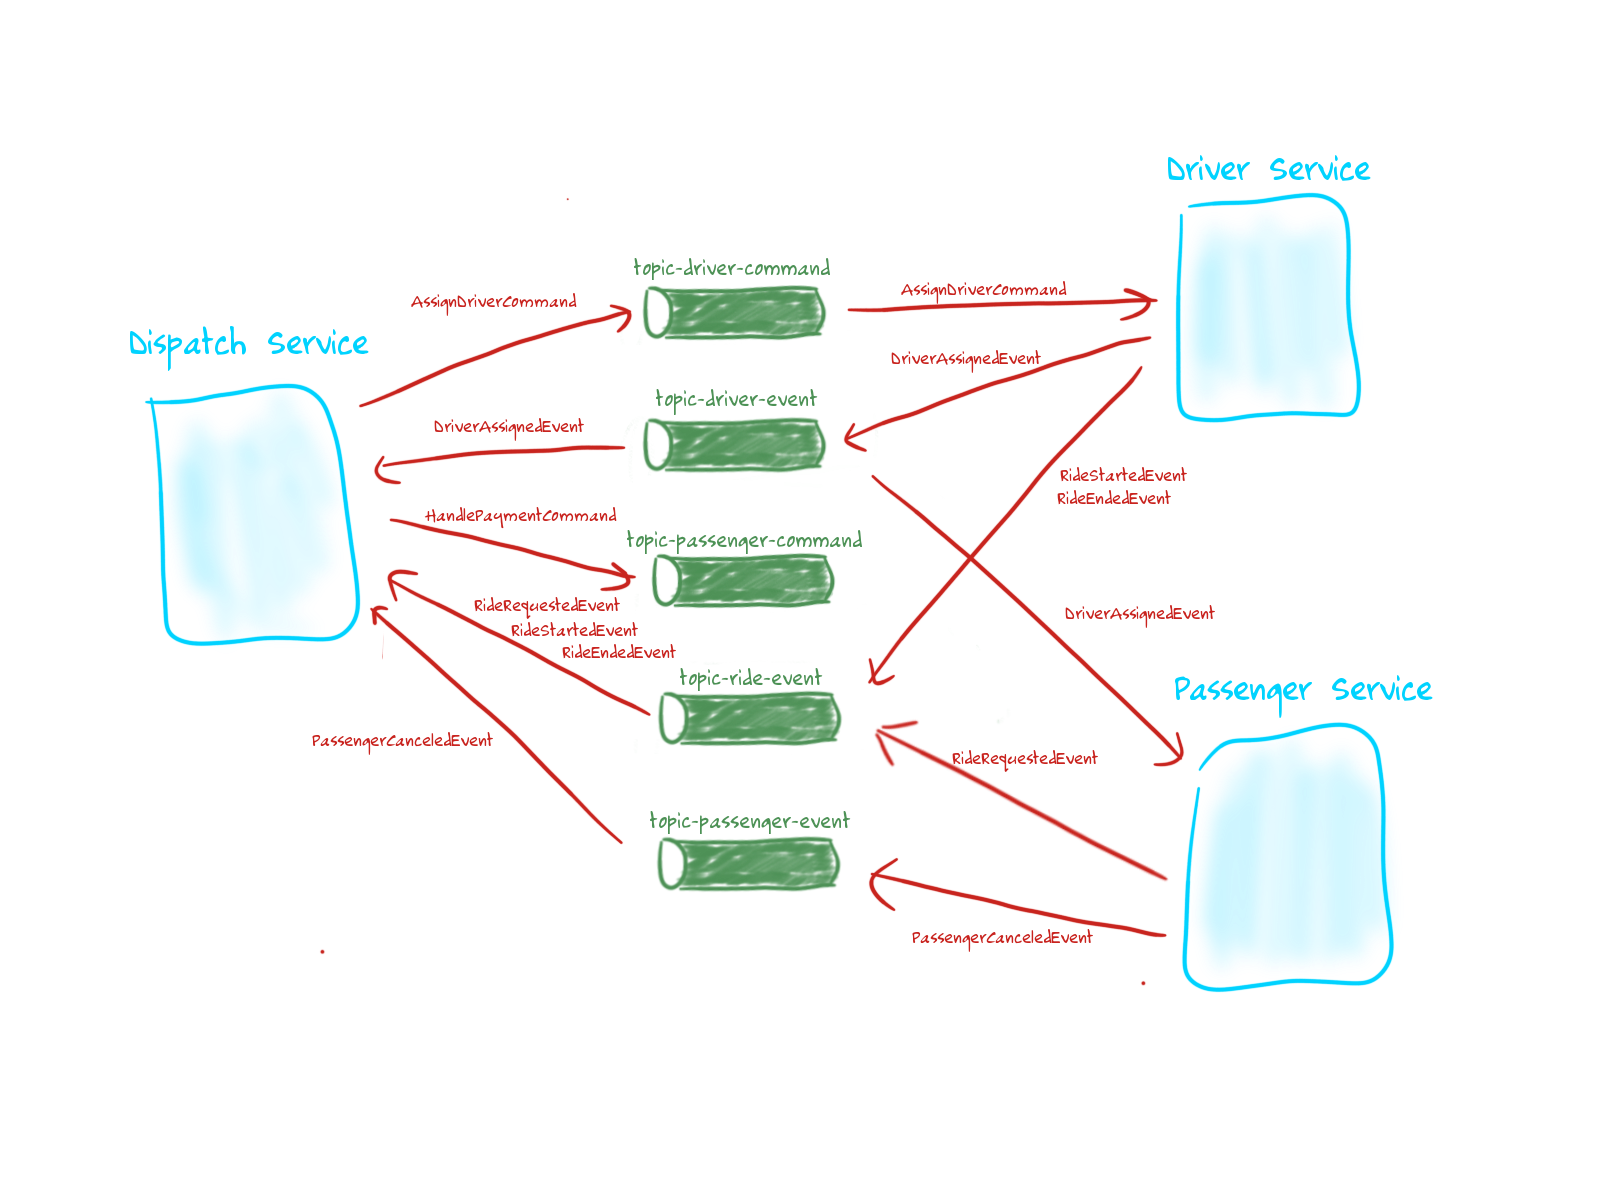 Driver Service
topic-driver-command
AssignDriverCommand
AssignDriverCommand
Dispatch Service
DriverAssignedEvent
topic-driver-event
DriverAssignedEvent
RideStartedEvent
RideEndedEvent
HandlePaymentCommand
topic-passenger-command
RideRequestedEvent
RideStartedEvent
RideEndedEvent
DriverAssignedEvent
topic-ride-event
Passenger Service
PassengerCanceledEvent
RideRequestedEvent
topic-passenger-event
PassengerCanceledEvent